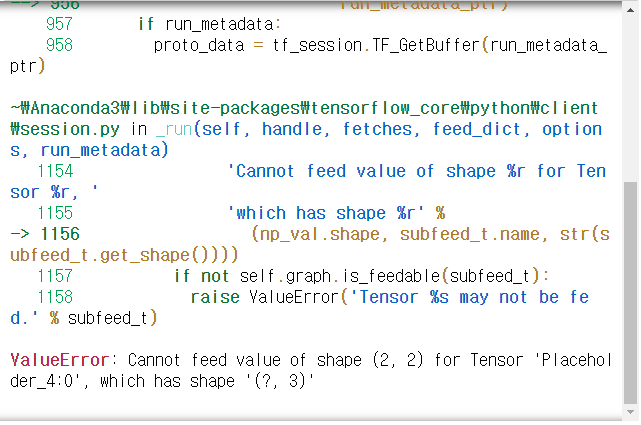 --> 956 run_metadata_ptr)
957 if run_metadata:
958 proto_data = tf_session.TF_GetBuffer(run_metadata_
ptr)
~₩Anaconda3₩lib₩site-packages₩tensorflow_core₩python₩client
₩session.py in _run(self, handle, fetches, feed_dict, option
s, run_metadata)
1154 'Cannot feed value of shape %r for Ten
sor %r, '
1155 'which has shape %r' %
-> 1156 (np_val.shape, subfeed_t.name, str(s
ubfeed_t.get_shape())))
1157 if not self.graph.is_feedable(subfeed_t):
1158 raise ValueError('Tensor %s may not be fe
d.' % subfeed_t)
ValueError: Cannot feed value of shape (2, 2) for Tensor 'Placehol
der_4:0', which has shape '(?, 3)'